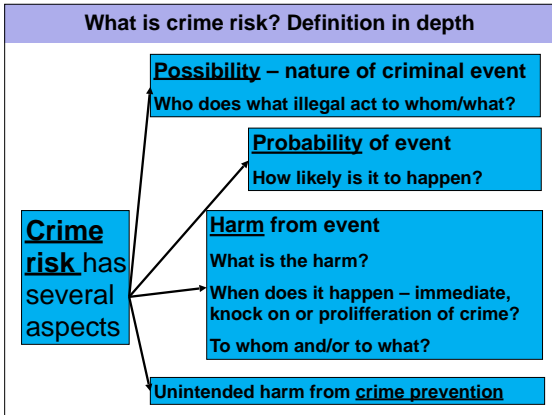 What is crime risk? Definition in depth
Possibility – nature of criminal event
Who does what illegal act to whom/what?
Probability of event
How likely is it to happen?
Crime
risk has
several
aspects
Harm from event
What is the harm?
When does it happen – immediate,
knock on or prolifferation of crime?
To whom and/or to what?
Unintended harm from crime prevention